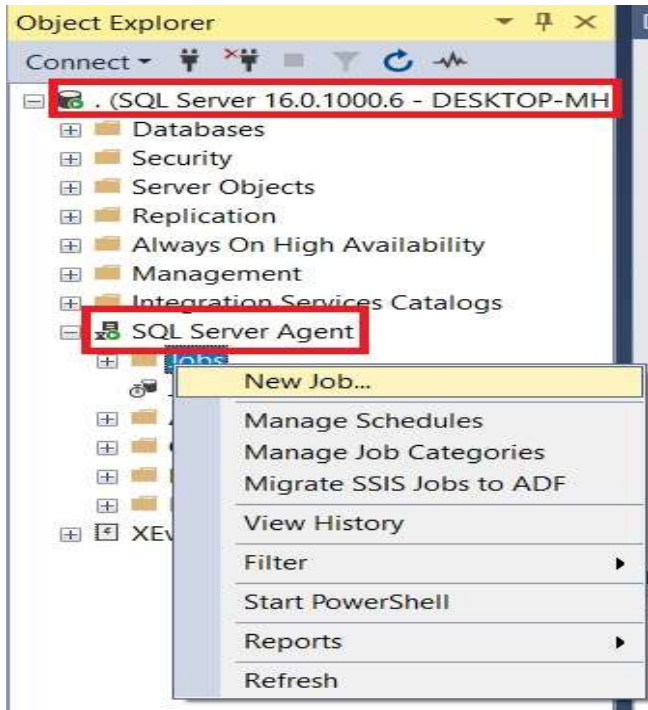 Object Explorer
Connect
. (SQL Server 16.0.1000.6 - DESKTOP-MH
Databases
Security
Server Objects
Replication
Always On High Availability
Management
Integration Services Catalogs
SQL Server Agent
Jobs
New Job...
Manage Schedules
Manage Job Categories
Migrate SSIS Jobs to ADF
View History
XEv
Filter
Start PowerShell
Reports
Refresh